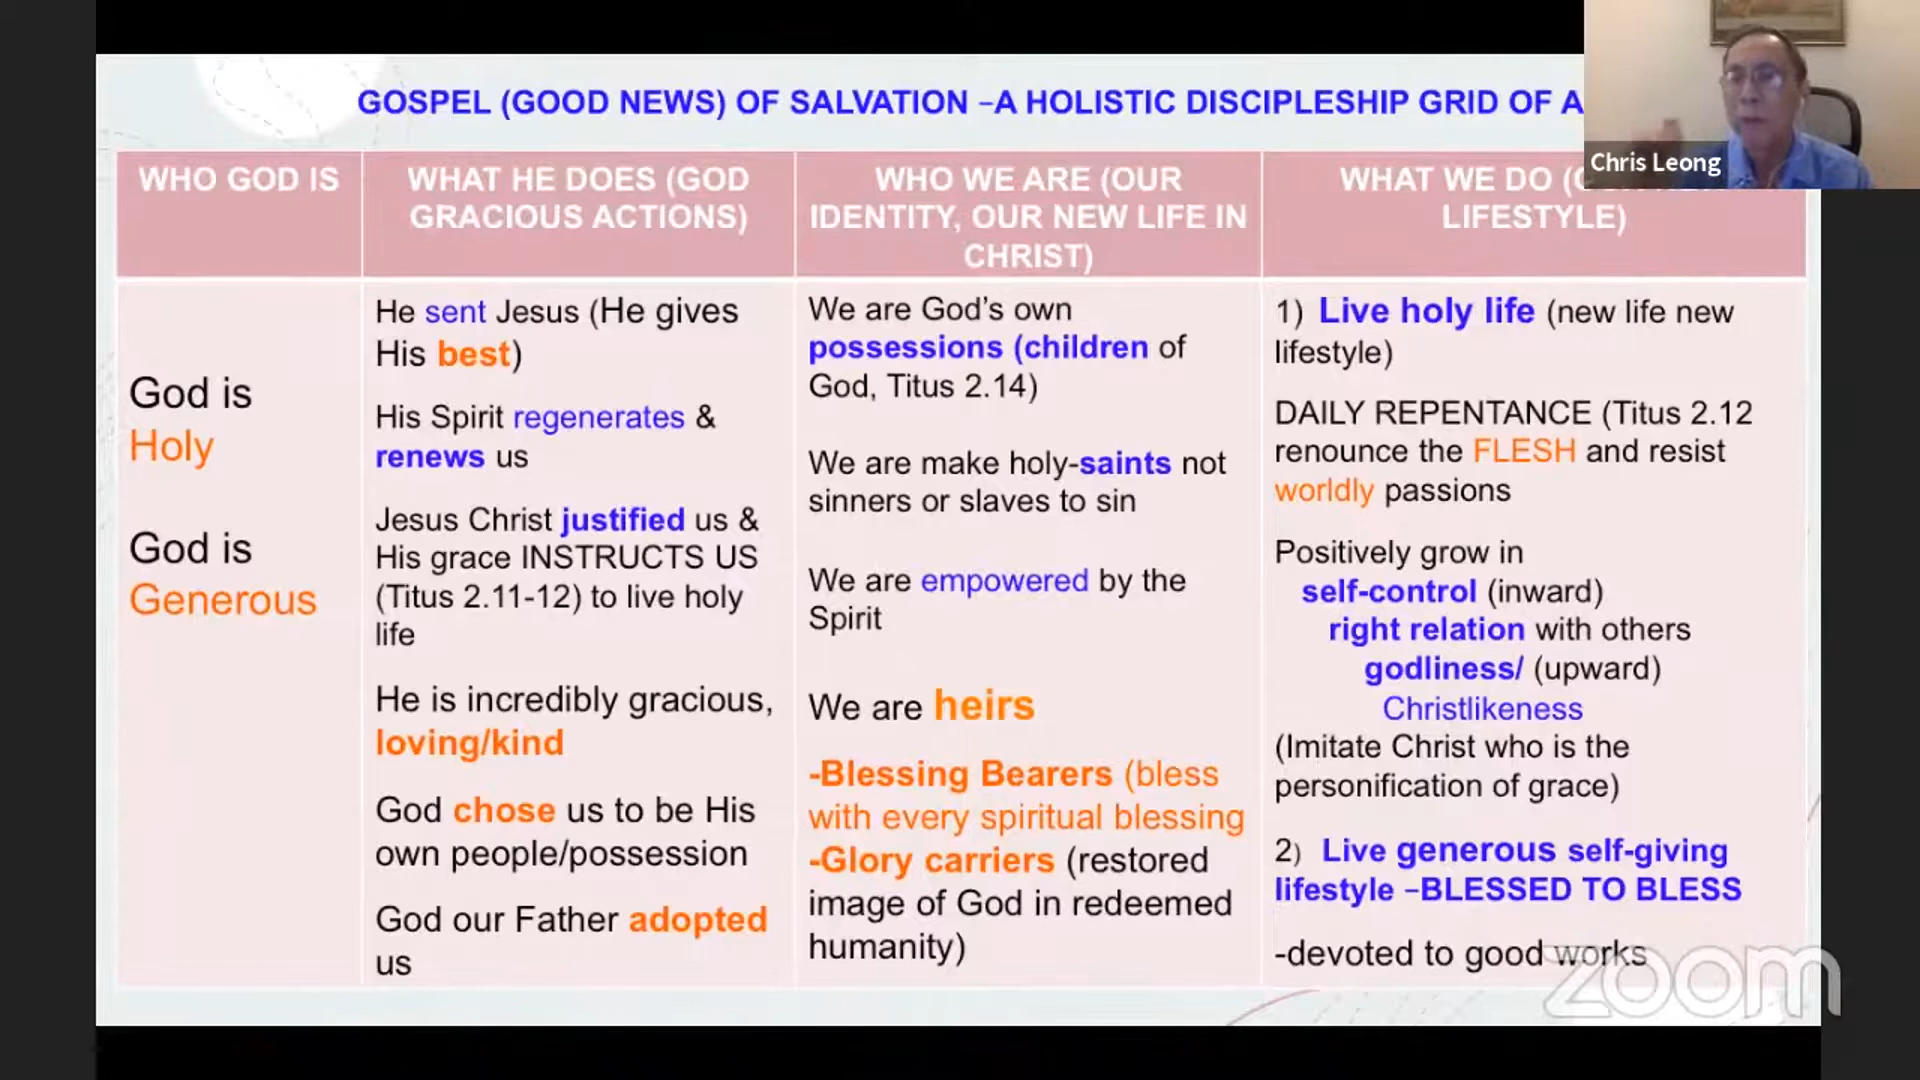 GOSPEL (GOOD NEWS) OF SALVATION –A HOLISTIC DISCIPLESHIP GRID OF
Chris Leong
WHO GOD IS
WHAT HE DOES (GOD
GRACIOUS ACTIONS)
WHO WE ARE (OUR
IDENTITY, OUR NEW LIFE IN
CHRIST)
WHAT WE DO
LIFESTYLE)
God is
Holy
God is
Generous
He sent Jesus (He gives
His best)
His Spirit regenerates &
renews us
Jesus Christ justified us &
His grace INSTRUCTS US
(Titus 2.11-12) to live holy
life
He is incredibly gracious,
loving/kind
God chose us to be His
own people/possession
God our Father adopted
us
We are God's own
possessions (children of
God, Titus 2.14)
We are make holy-saints not
sinners or slaves to sin
We are empowered by the
Spirit
We are heirs
-Blessing Bearers (bless
with every spiritual blessing
-Glory carriers (restored
image of God in redeemed
humanity)
1) Live holy life (new life new
lifestyle)
DAILY REPENTANCE (Titus 2.12
renounce the FLESH and resist
worldly passions
Positively grow in
self-control (inward)
right relation with others
godliness/ (upward)
Christlikeness
(Imitate Christ who is the
personification of grace)
2) Live generous self-giving
lifestyle –BLESSED TO BLESS
-devoted to good works
zoom